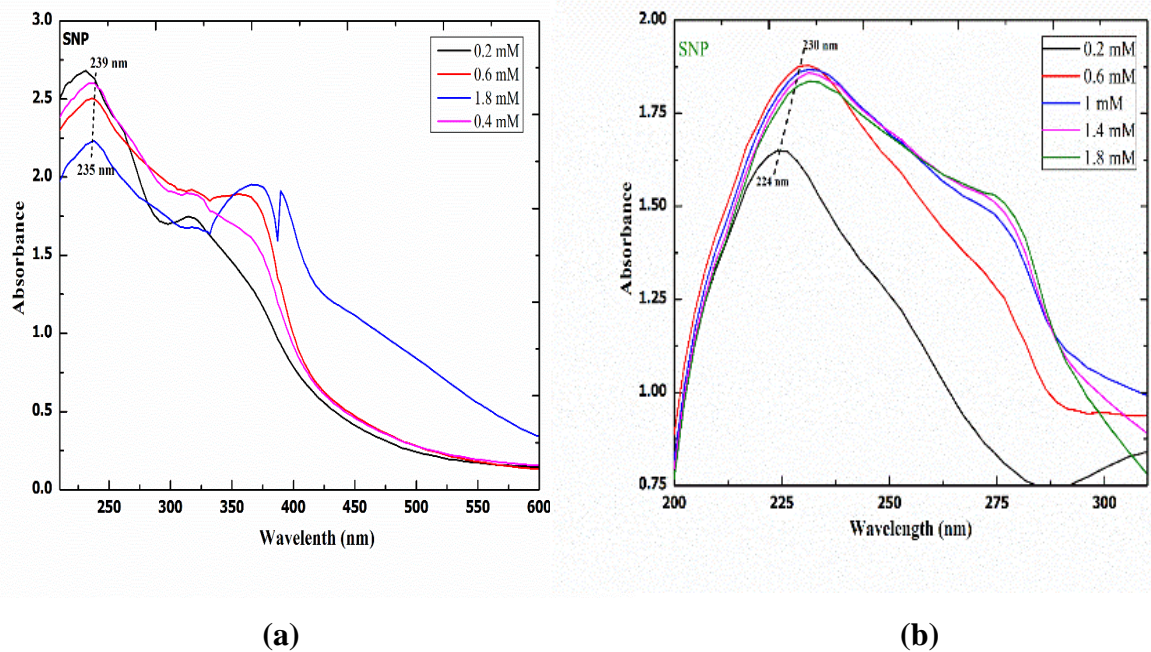 SNP
239 nm
235 nm
0.2 mM
0.6 mM
1.8 mM
0.4 mM
3.0
2.5
2.0
1.5
1.0
0.5
0.0
Absorbance
250 300 350 400 450 500 550 600
Wavelenth (nm)
(a)
SNP
230 nm
224 nm
0.2 mM
0.6 mM
1 mM
1.4 mM
1.8 mM
2.00
1.75
1.50
1.25
1.00
0.75
Absorbance
200 225 250 275 300
Wavelength (nm)
(b)